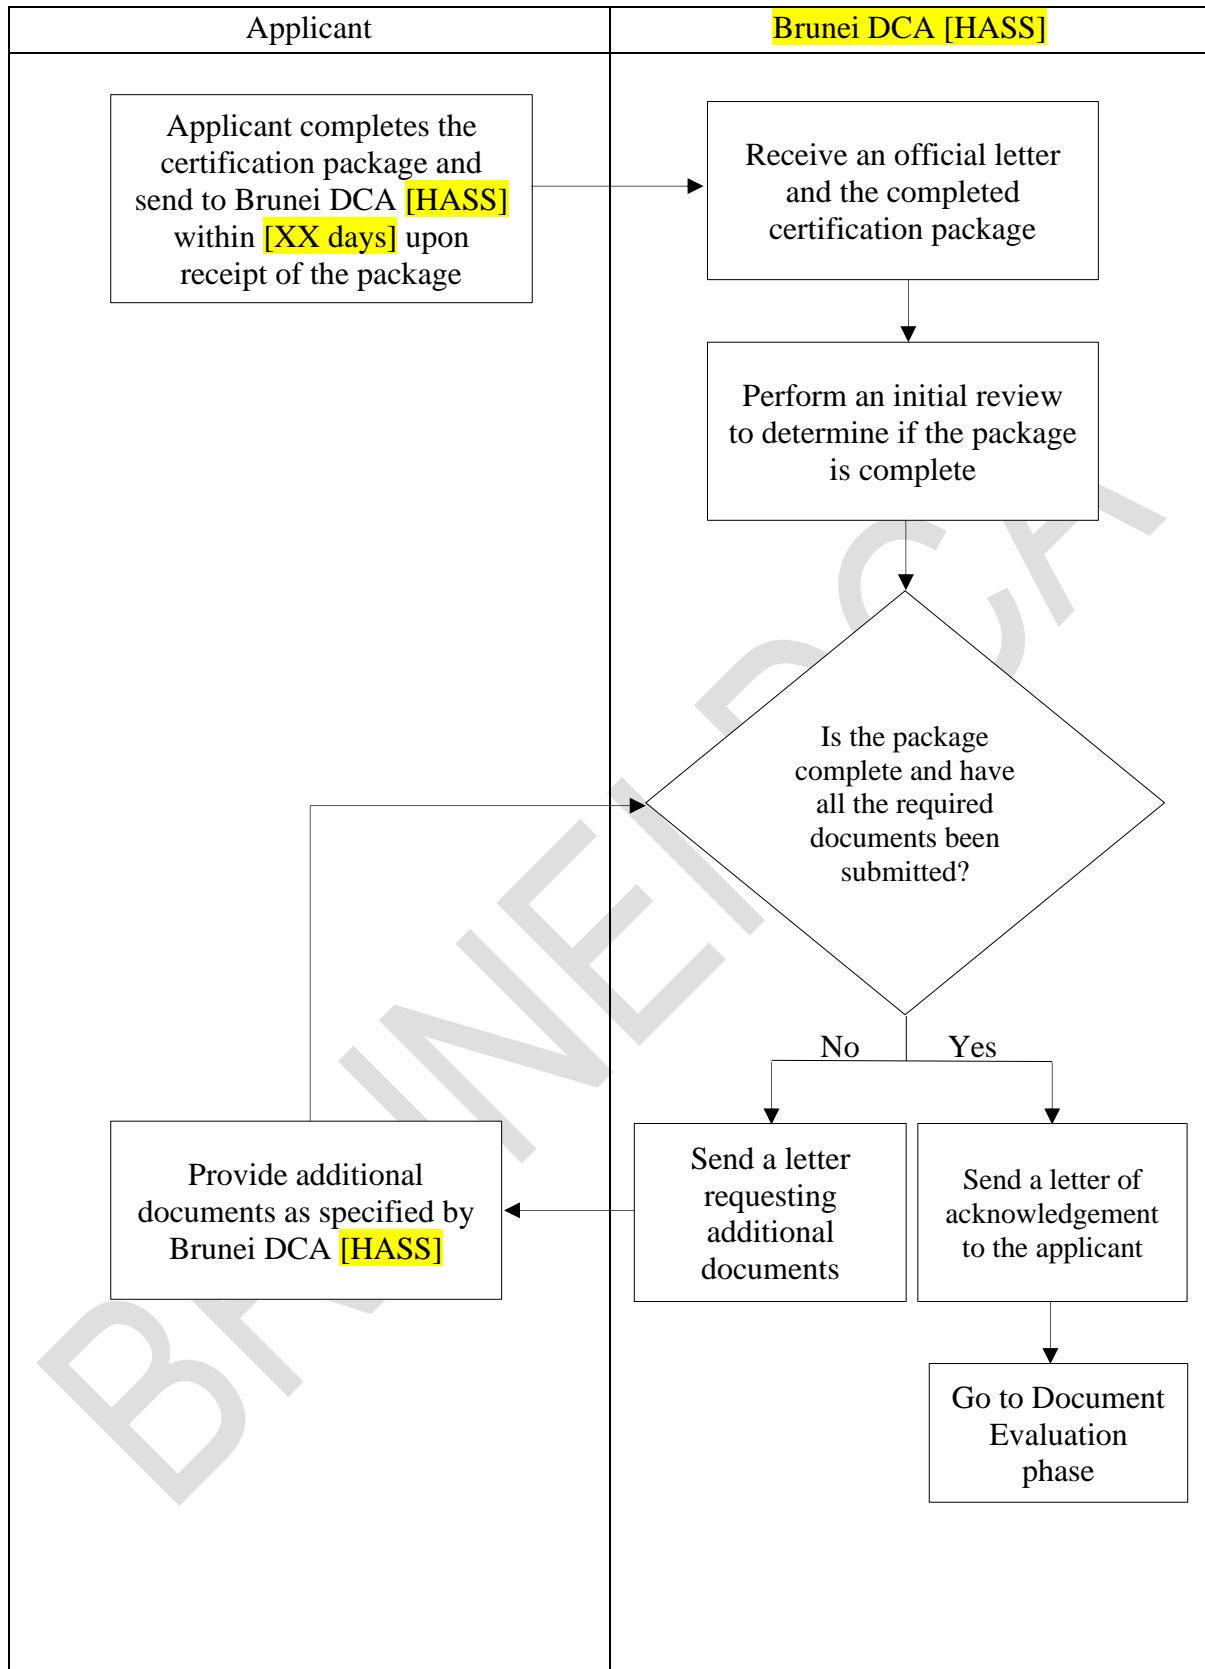 Applicant
Brunei DCA [HASS]
Applicant completes the
certification package and
send to Brunei DCA [HASS]
within [XX days] upon
receipt of the package
Receive an official letter
and the completed
certification package
Perform an initial review
to determine if the package
is complete
Is the package
complete and have
all the required
documents been
submitted?
No
Yes
Send a letter
requesting
additional
documents
Send a letter of
acknowledgement
to the applicant
Provide additional
documents as specified by
Brunei DCA [HASS]
Go to Document
Evaluation
phase
BRUNEI DCA